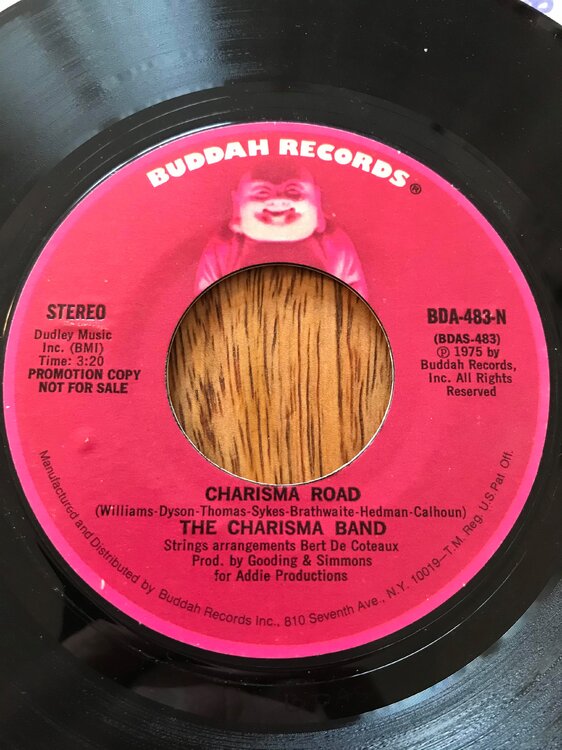 BUDDAH RECORDS®
STEREO
Dudley Music
Inc. (BMI)
Time: 3:20
PROMOTION COPY
NOT FOR SALE
BDA-483-N
(BDAS-483)
Ⓟ 1975 by
Buddah Records,
Inc. All Rights
Reserved
CHARISMA ROAD
(Williams-Dyson-Thomas-Sykes-Brathwaite-Hedman-Calhoun)
THE CHARISMA BAND
Strings arrangements Bert De Coteaux
Prod. by Gooding & Simmons
for Addie Productions
Manufactured and Distributed by Buddah Records Inc., 810 Seventh Ave., N.Y. 10019–T.M. Reg. U.S. Pat Off.